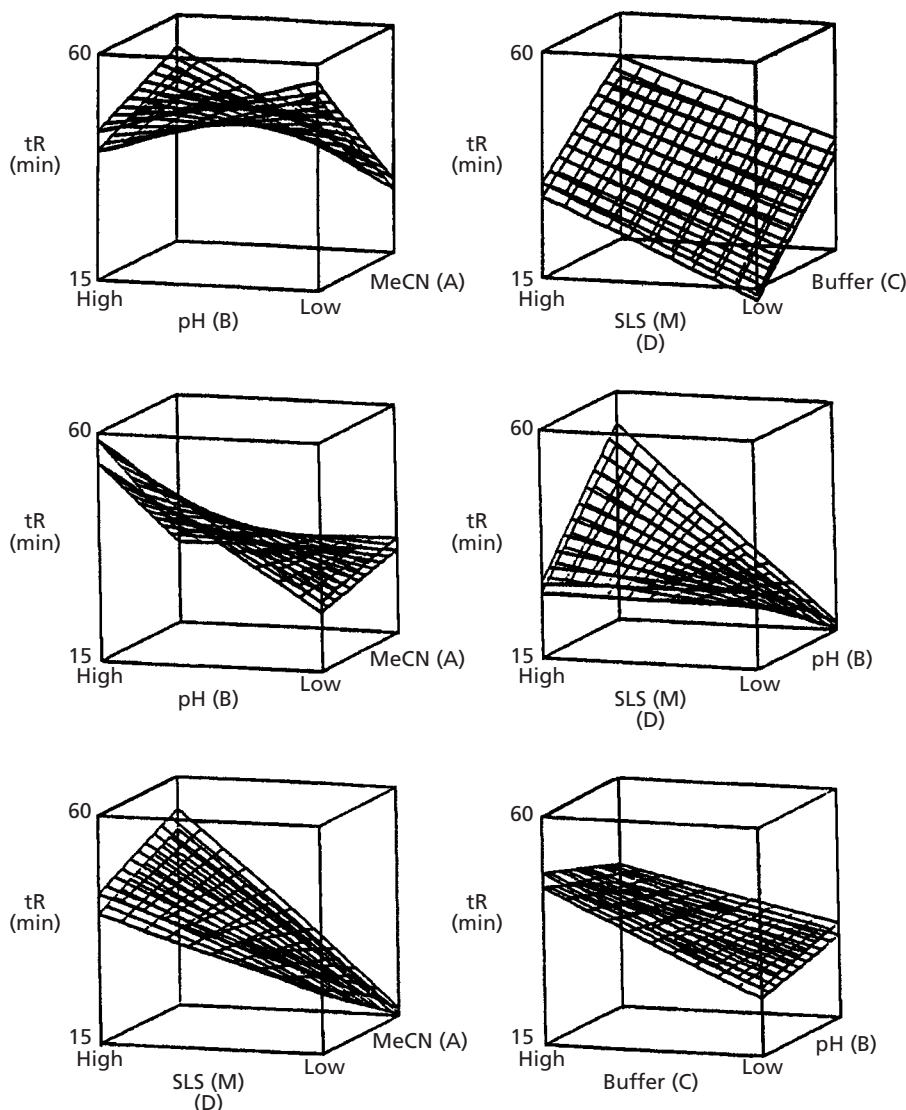 60
tR
(min)
15
High
Low
pH (B)
MeCN (A)
60
tR
(min)
15
High
Low
SLS (M)
(D)
Buffer (C)
60
tR
(min)
15
High
Low
pH (B)
MeCN (A)
60
tR
(min)
15
High
Low
SLS (M)
(D)
pH (B)
60
tR
(min)
15
High
Low
SLS (M)
(D)
MeCN (A)
60
tR
(min)
15
High
Low
Buffer (C)
pH (B)